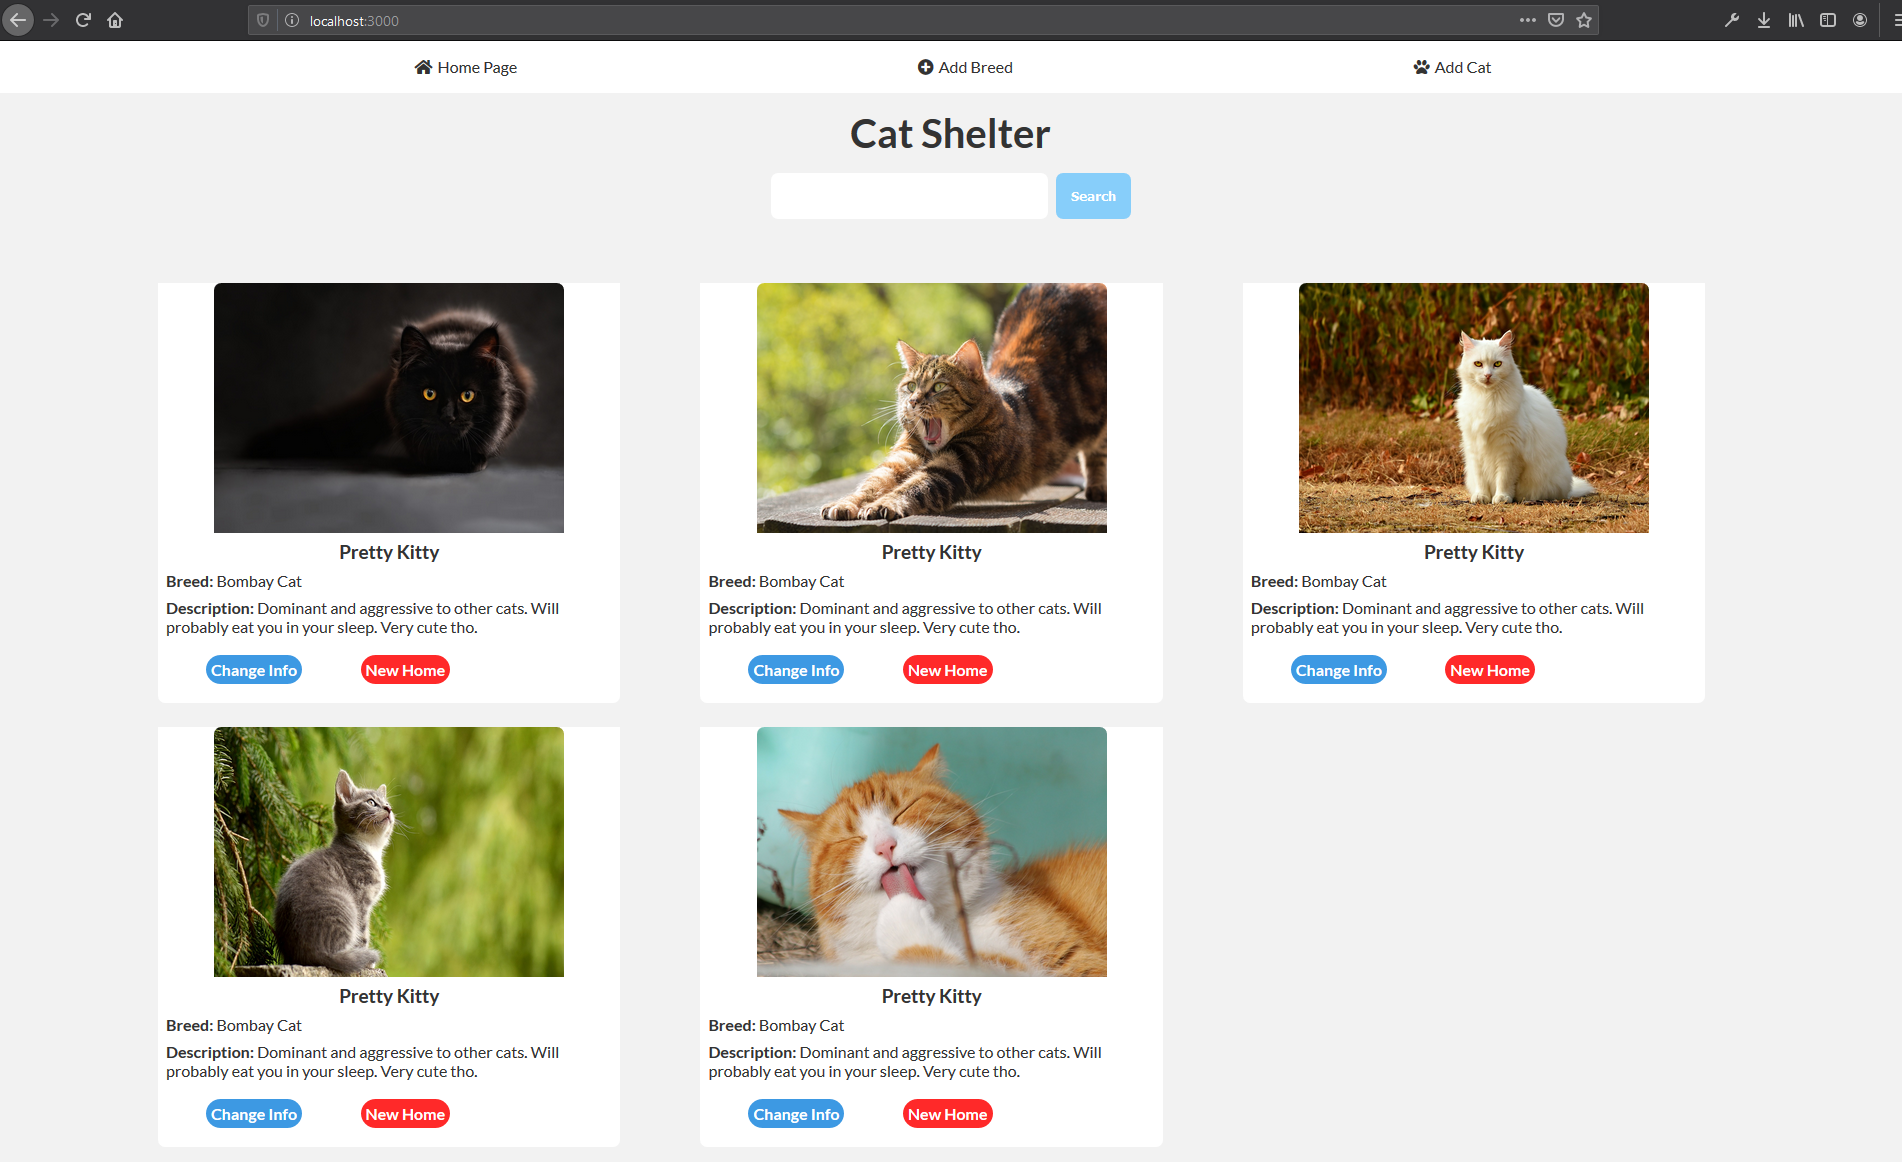 localhost:3000
Home Page
Add Breed
Add Cat
Cat Shelter
Search
Pretty Kitty
Breed: Bombay Cat
Description: Dominant and aggressive to other cats. Will
probably eat you in your sleep. Very cute tho.
Change Info
New Home
Pretty Kitty
Breed: Bombay Cat
Description: Dominant and aggressive to other cats. Will
probably eat you in your sleep. Very cute tho.
Change Info
New Home
Pretty Kitty
Breed: Bombay Cat
Description: Dominant and aggressive to other cats. Will
probably eat you in your sleep. Very cute tho.
Change Info
New Home
Pretty Kitty
Breed: Bombay Cat
Description: Dominant and aggressive to other cats. Will
probably eat you in your sleep. Very cute tho.
Change Info
New Home
Pretty Kitty
Breed: Bombay Cat
Description: Dominant and aggressive to other cats. Will
probably eat you in your sleep. Very cute tho.
Change Info
New Home